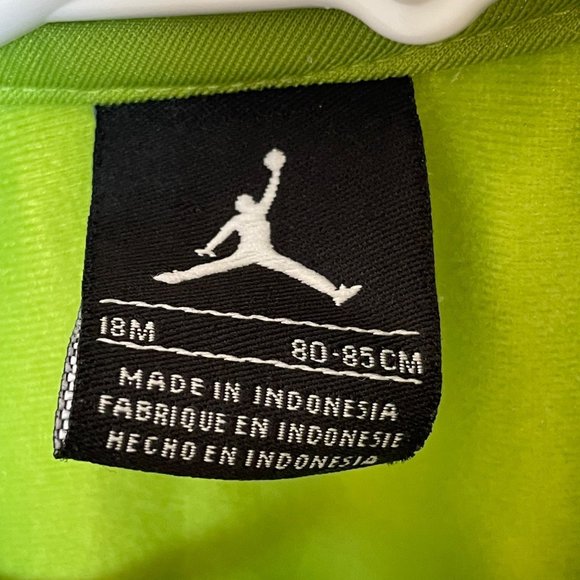 18M 80-85CM
MADE IN INDONESIA
FABRIQUE EN INDONESIE
HECHO EN INDONESIA